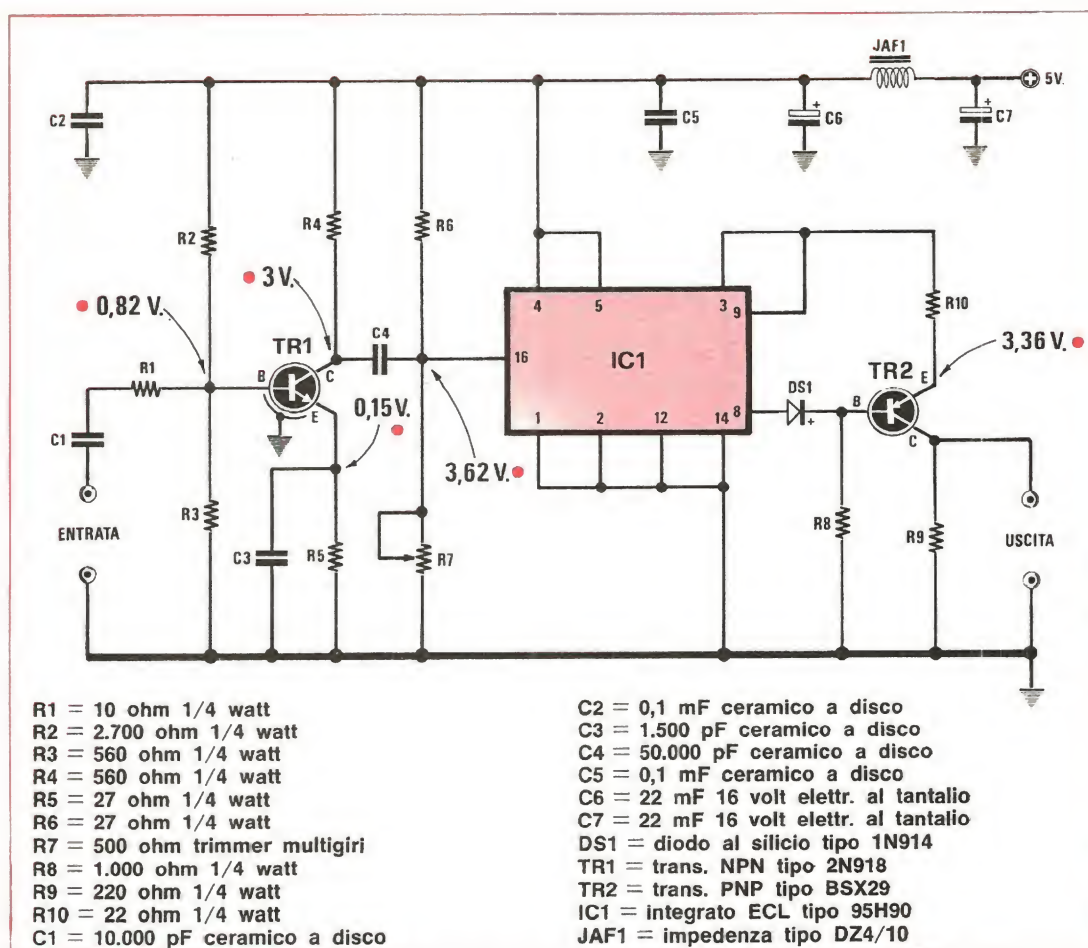 JAF1
5V.
C2
C5
C6
+
C7
+
R2
R4
R6
0,82 V.
3 V.
TR1
C4
R1
B
C
E
0,15 V.
3,62 V.
C1
ENTRATA
R3
C3
R5
R7
4
5
3
9
16
IC1
8
1
2
12
14
DS1
+
R10
3,36 V.
TR2
E
B
C
R8
R9
USCITA
R1 = 10 ohm 1/4 watt
R2 = 2.700 ohm 1/4 watt
R3 = 560 ohm 1/4 watt
R4 = 560 ohm 1/4 watt
R5 = 27 ohm 1/4 watt
R6 = 27 ohm 1/4 watt
R7 = 500 ohm trimmer multigiri
R8 = 1.000 ohm 1/4 watt
R9 = 220 ohm 1/4 watt
R10 = 22 ohm 1/4 watt
C1 = 10.000 pF ceramico a disco
C2 = 0,1 mF ceramico a disco
C3 = 1.500 pF ceramico a disco
C4 = 50.000 pF ceramico a disco
C5 = 0,1 mF ceramico a disco
C6 = 22 mF 16 volt elettr. al tantalio
C7 = 22 mF 16 volt elettr. al tantalio
DS1 = diodo al silicio tipo 1N914
TR1 = trans. NPN tipo 2N918
TR2 = trans. PNP tipo BSX29
IC1 = integrato ECL tipo 95H90
JAF1 = impedenza tipo DZ4/10